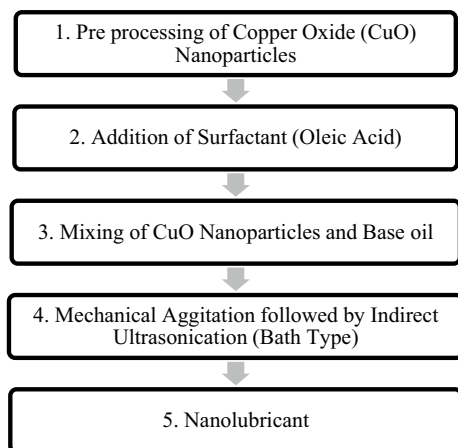 1. Pre processing of Copper Oxide (CuO)
Nanoparticles
2. Addition of Surfactant (Oleic Acid)
3. Mixing of CuO Nanoparticles and Base oil
4. Mechanical Aggitation followed by Indirect
Ultrasonication (Bath Type)
5. Nanolubricant